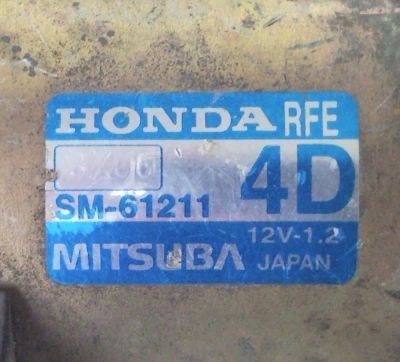 HONDA RFE
4D
SM-61211
12V-1.2
MITSUBA JAPAN